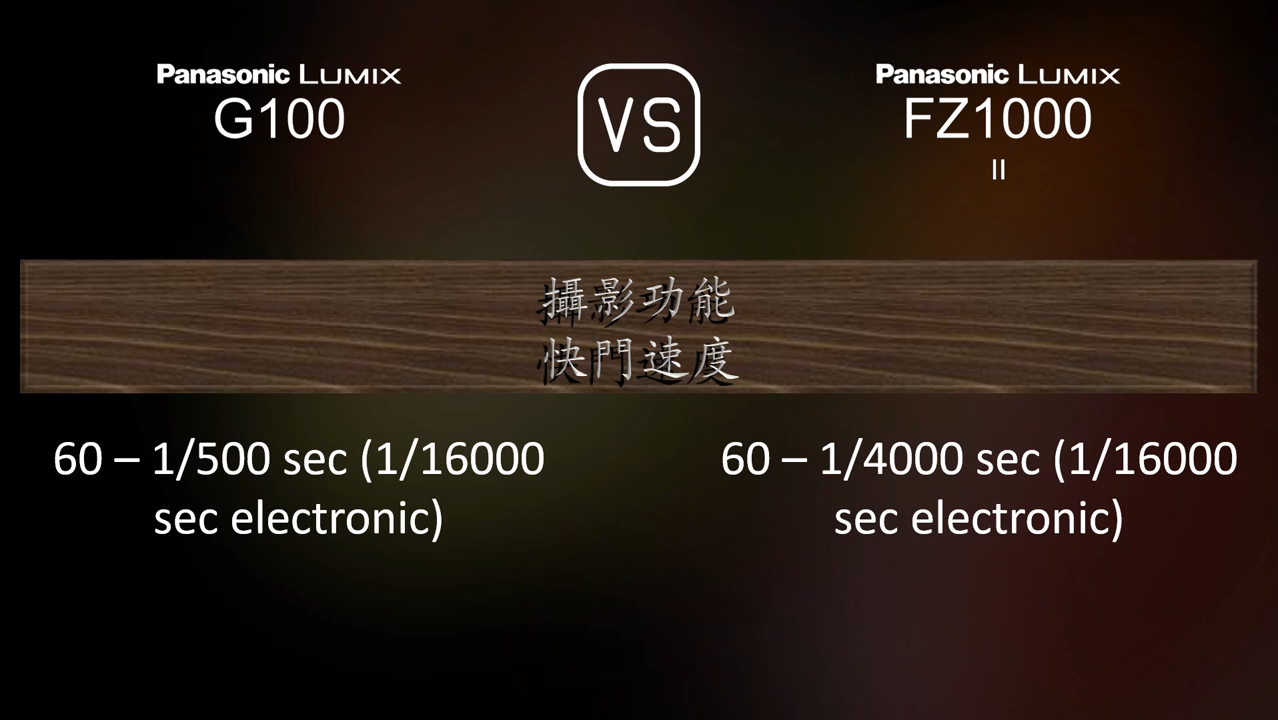 Panasonic LUMIX
G100
VS
Panasonic LUMIX
FZ1000
II
攝影功能
快門速度
60 – 1/500 sec (1/16000
sec electronic)
60 – 1/4000 sec (1/16000
sec electronic)